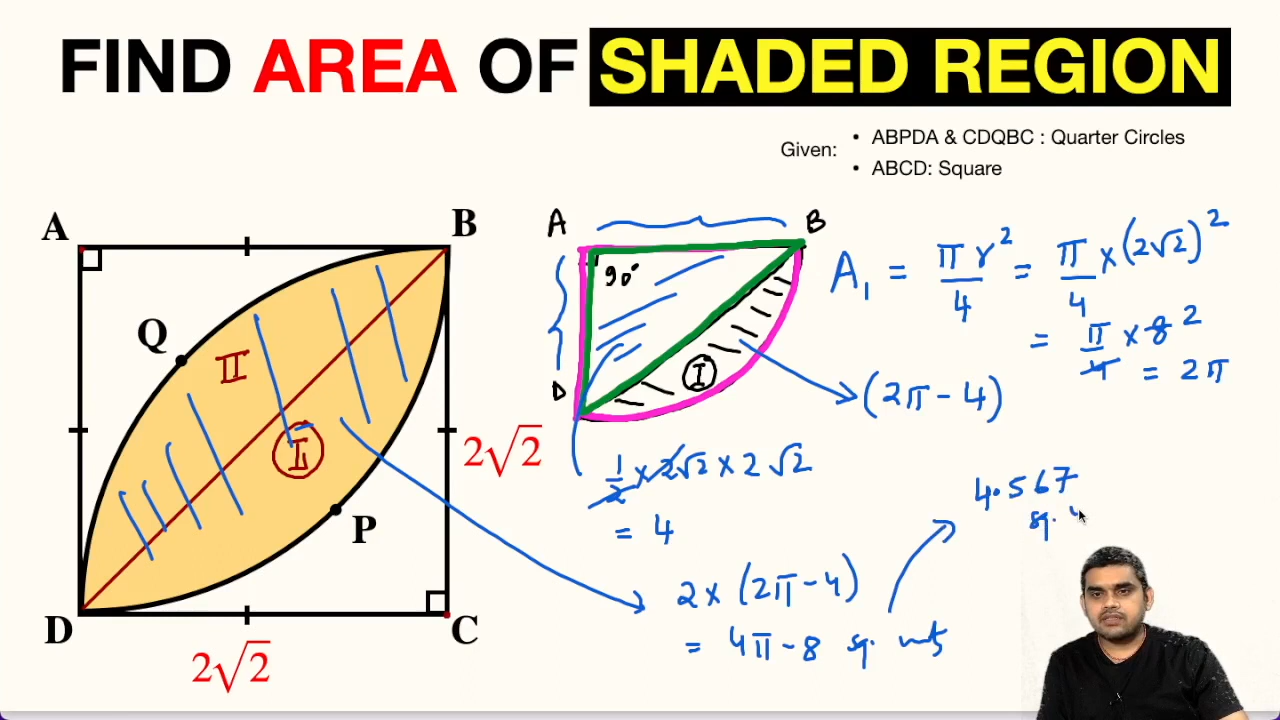 FIND AREA OF SHADED REGION
Given:
• ABPDA & CDQBC : Quarter Circles
• ABCD: Square
A
B
Q
II
I
P
D
C
2√2
2√2
A
B
90°
D
I
A₁ = πr²/4 = π/4 × (2√2)²
= π/4 × 8 2
= 2π
(2π - 4)
1/2 × 2√2 × 2√2
= 4
4.567
sq.
2 × (2π - 4)
= 4π - 8 sq. units